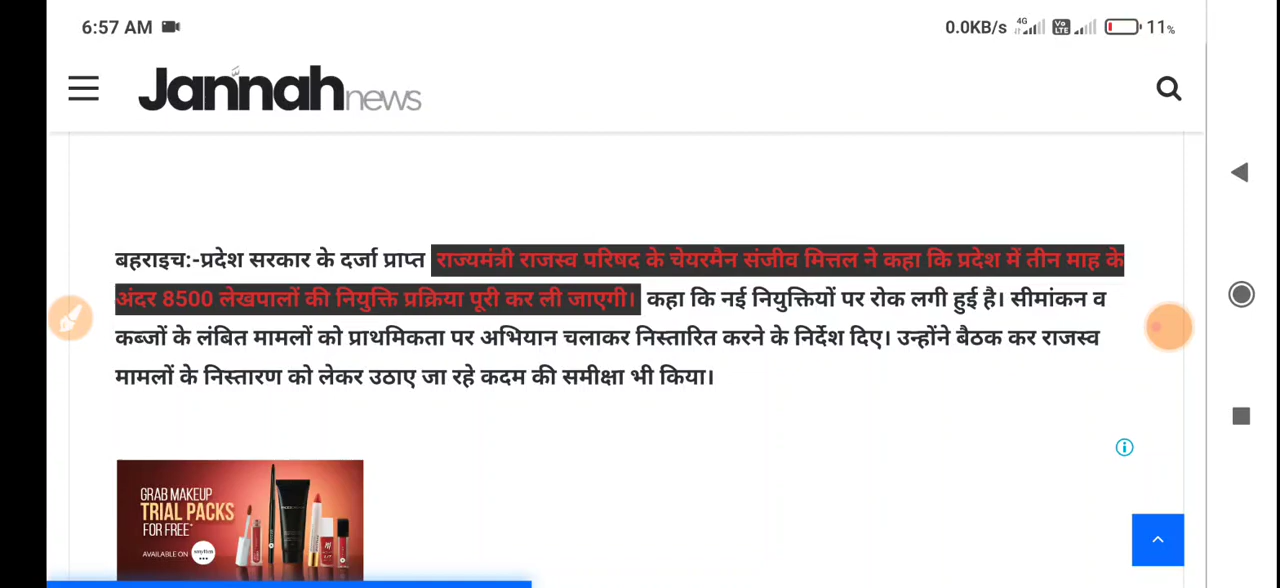 6:57 AM
0.0KB/s 4G Vo LTE 11%
Jannah news
बहराइच:-प्रदेश सरकार के दर्जा प्राप्त राज्यमंत्री राजस्व परिषद के चेयरमैन संजीव मित्तल ने कहा कि प्रदेश में तीन माह के
अंदर 8500 लेखपालों की नियुक्ति प्रक्रिया पूरी कर ली जाएगी। कहा कि नई नियुक्तियों पर रोक लगी हुई है। सीमांकन व
कब्जों के लंबित मामलों को प्राथमिकता पर अभियान चलाकर निस्तारित करने के निर्देश दिए। उन्होंने बैठक कर राजस्व
मामलों के निस्तारण को लेकर उठाए जा रहे कदम की समीक्षा भी किया।
GRAB MAKEUP
TRIAL PACKS
FOR FREE*
AVAILABLE ON smytten